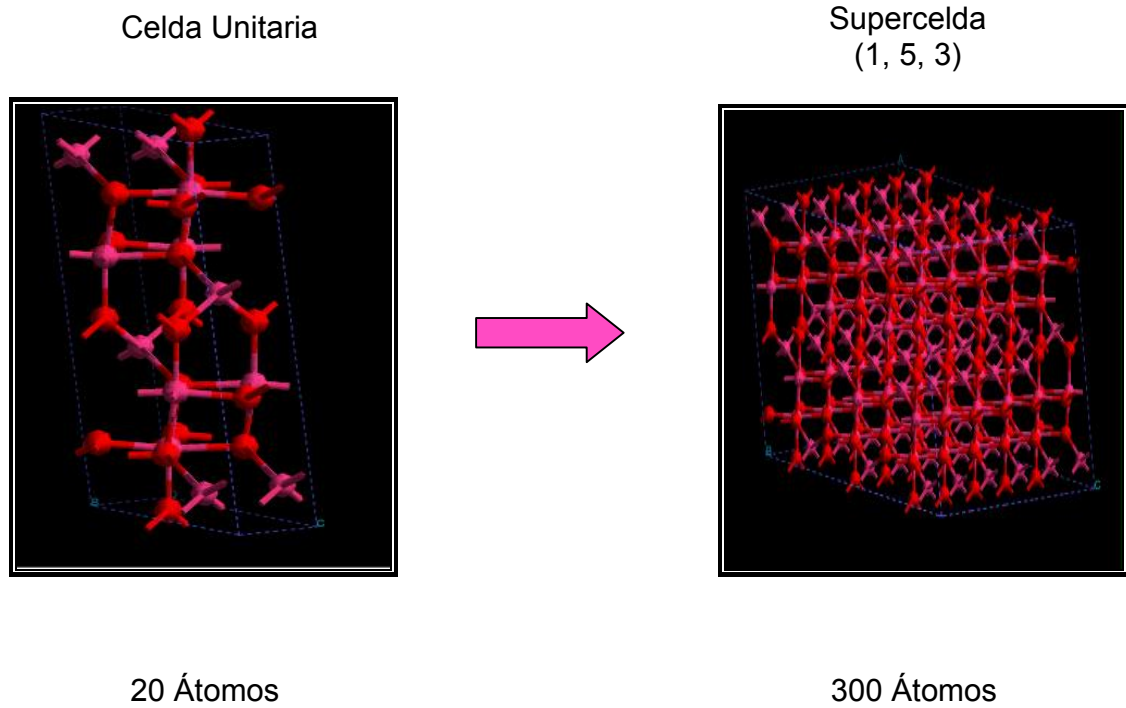 Celda Unitaria
Supercelda
(1, 5, 3)
B
C
A
B
C
20 Átomos
300 Átomos